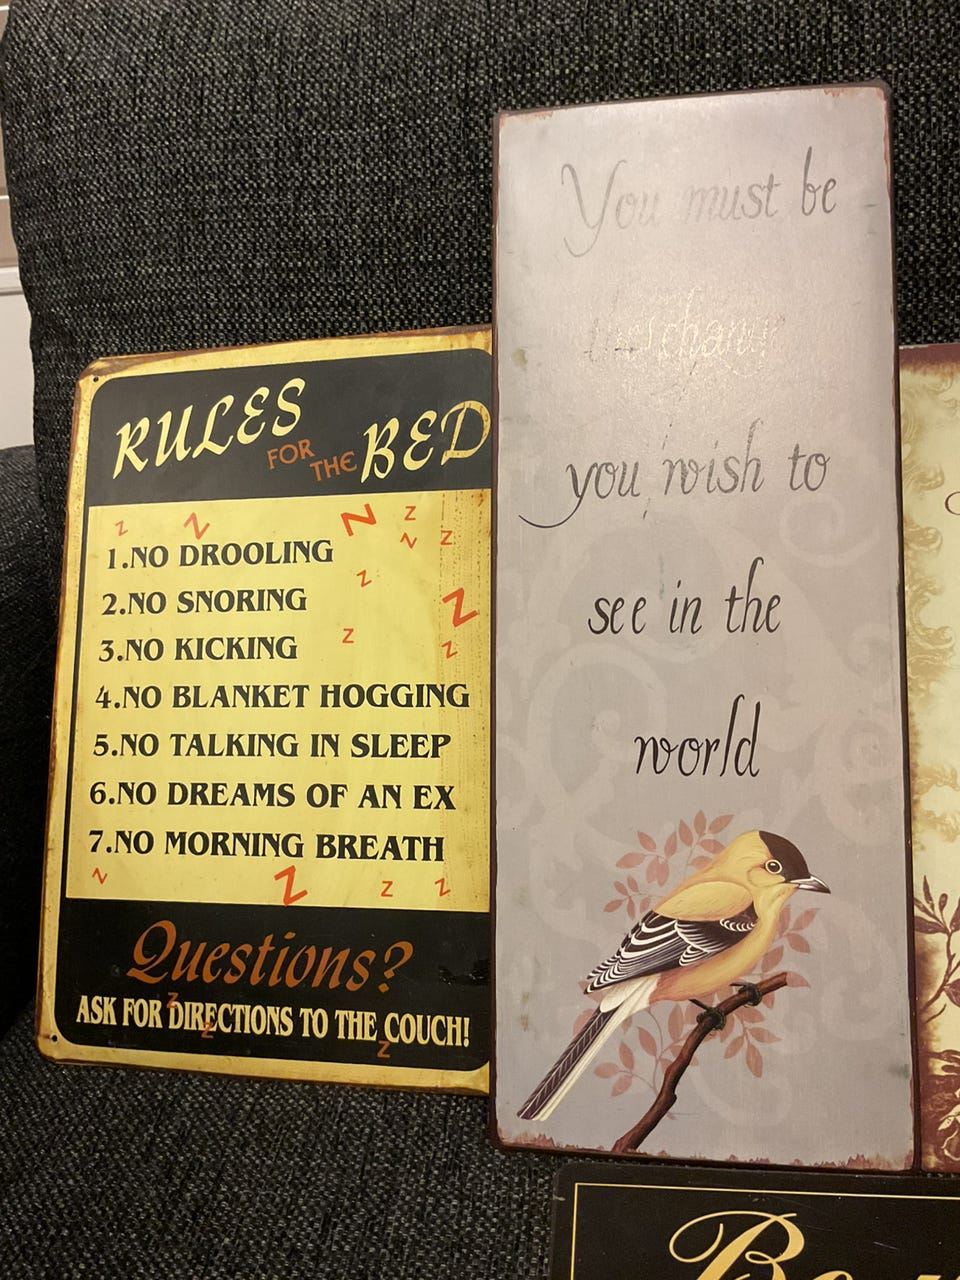 RULES
FOR THE
BED
1.NO DROOLING
2.NO SNORING
3.NO KICKING
4.NO BLANKET HOGGING
5.NO TALKING IN SLEEP
6.NO DREAMS OF AN EX
7.NO MORNING BREATH
Questions?
ASK FOR DIRECTIONS TO THE COUCH!
You must be
the change
you wish to
see in the
world